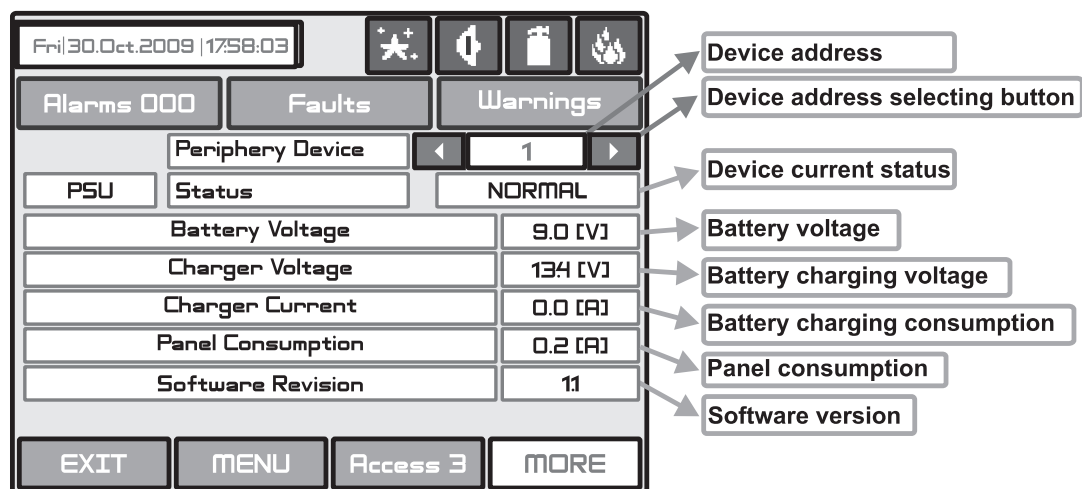 Fri|30.Oct.2009 |17:58:03
Device address
Alarms 000 Faults Warnings
Device address selecting button
Periphery Device 1
PSU Status NORMAL
Device current status
Battery Voltage 9.0 [V]
Battery voltage
Charger Voltage 13.4 [V]
Battery charging voltage
Charger Current 0.0 [A]
Battery charging consumption
Panel Consumption 0.2 [A]
Panel consumption
Software Revision 1.1
Software version
EXIT MENU Access 3 MORE